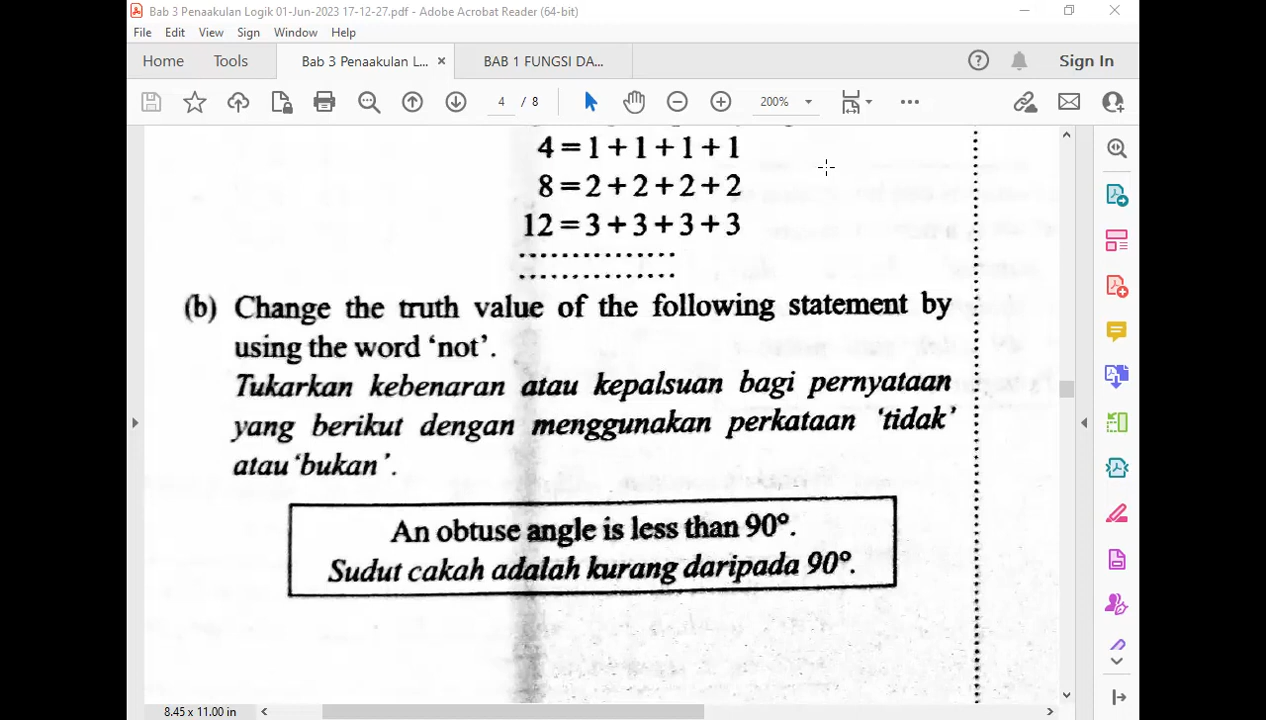 Bab 3 Penaakulan Logik 01-Jun-2023 17-12-27.pdf - Adobe Acrobat Reader (64-bit)
File Edit View Sign Window Help
Home Tools Bab 3 Penaakulan L... × BAB 1 FUNGSI DA... Sign In
4 / 8 200%
4 = 1 + 1 + 1 + 1
8 = 2 + 2 + 2 + 2
12 = 3 + 3 + 3 + 3
(b) Change the truth value of the following statement by
using the word ‘not’.
Tukarkan kebenaran atau kepalsuan bagi pernyataan
yang berikut dengan menggunakan perkataan ‘tidak’
atau ‘bukan’.
An obtuse angle is less than 90°.
Sudut cakah adalah kurang daripada 90°.
8.45 x 11.00 in